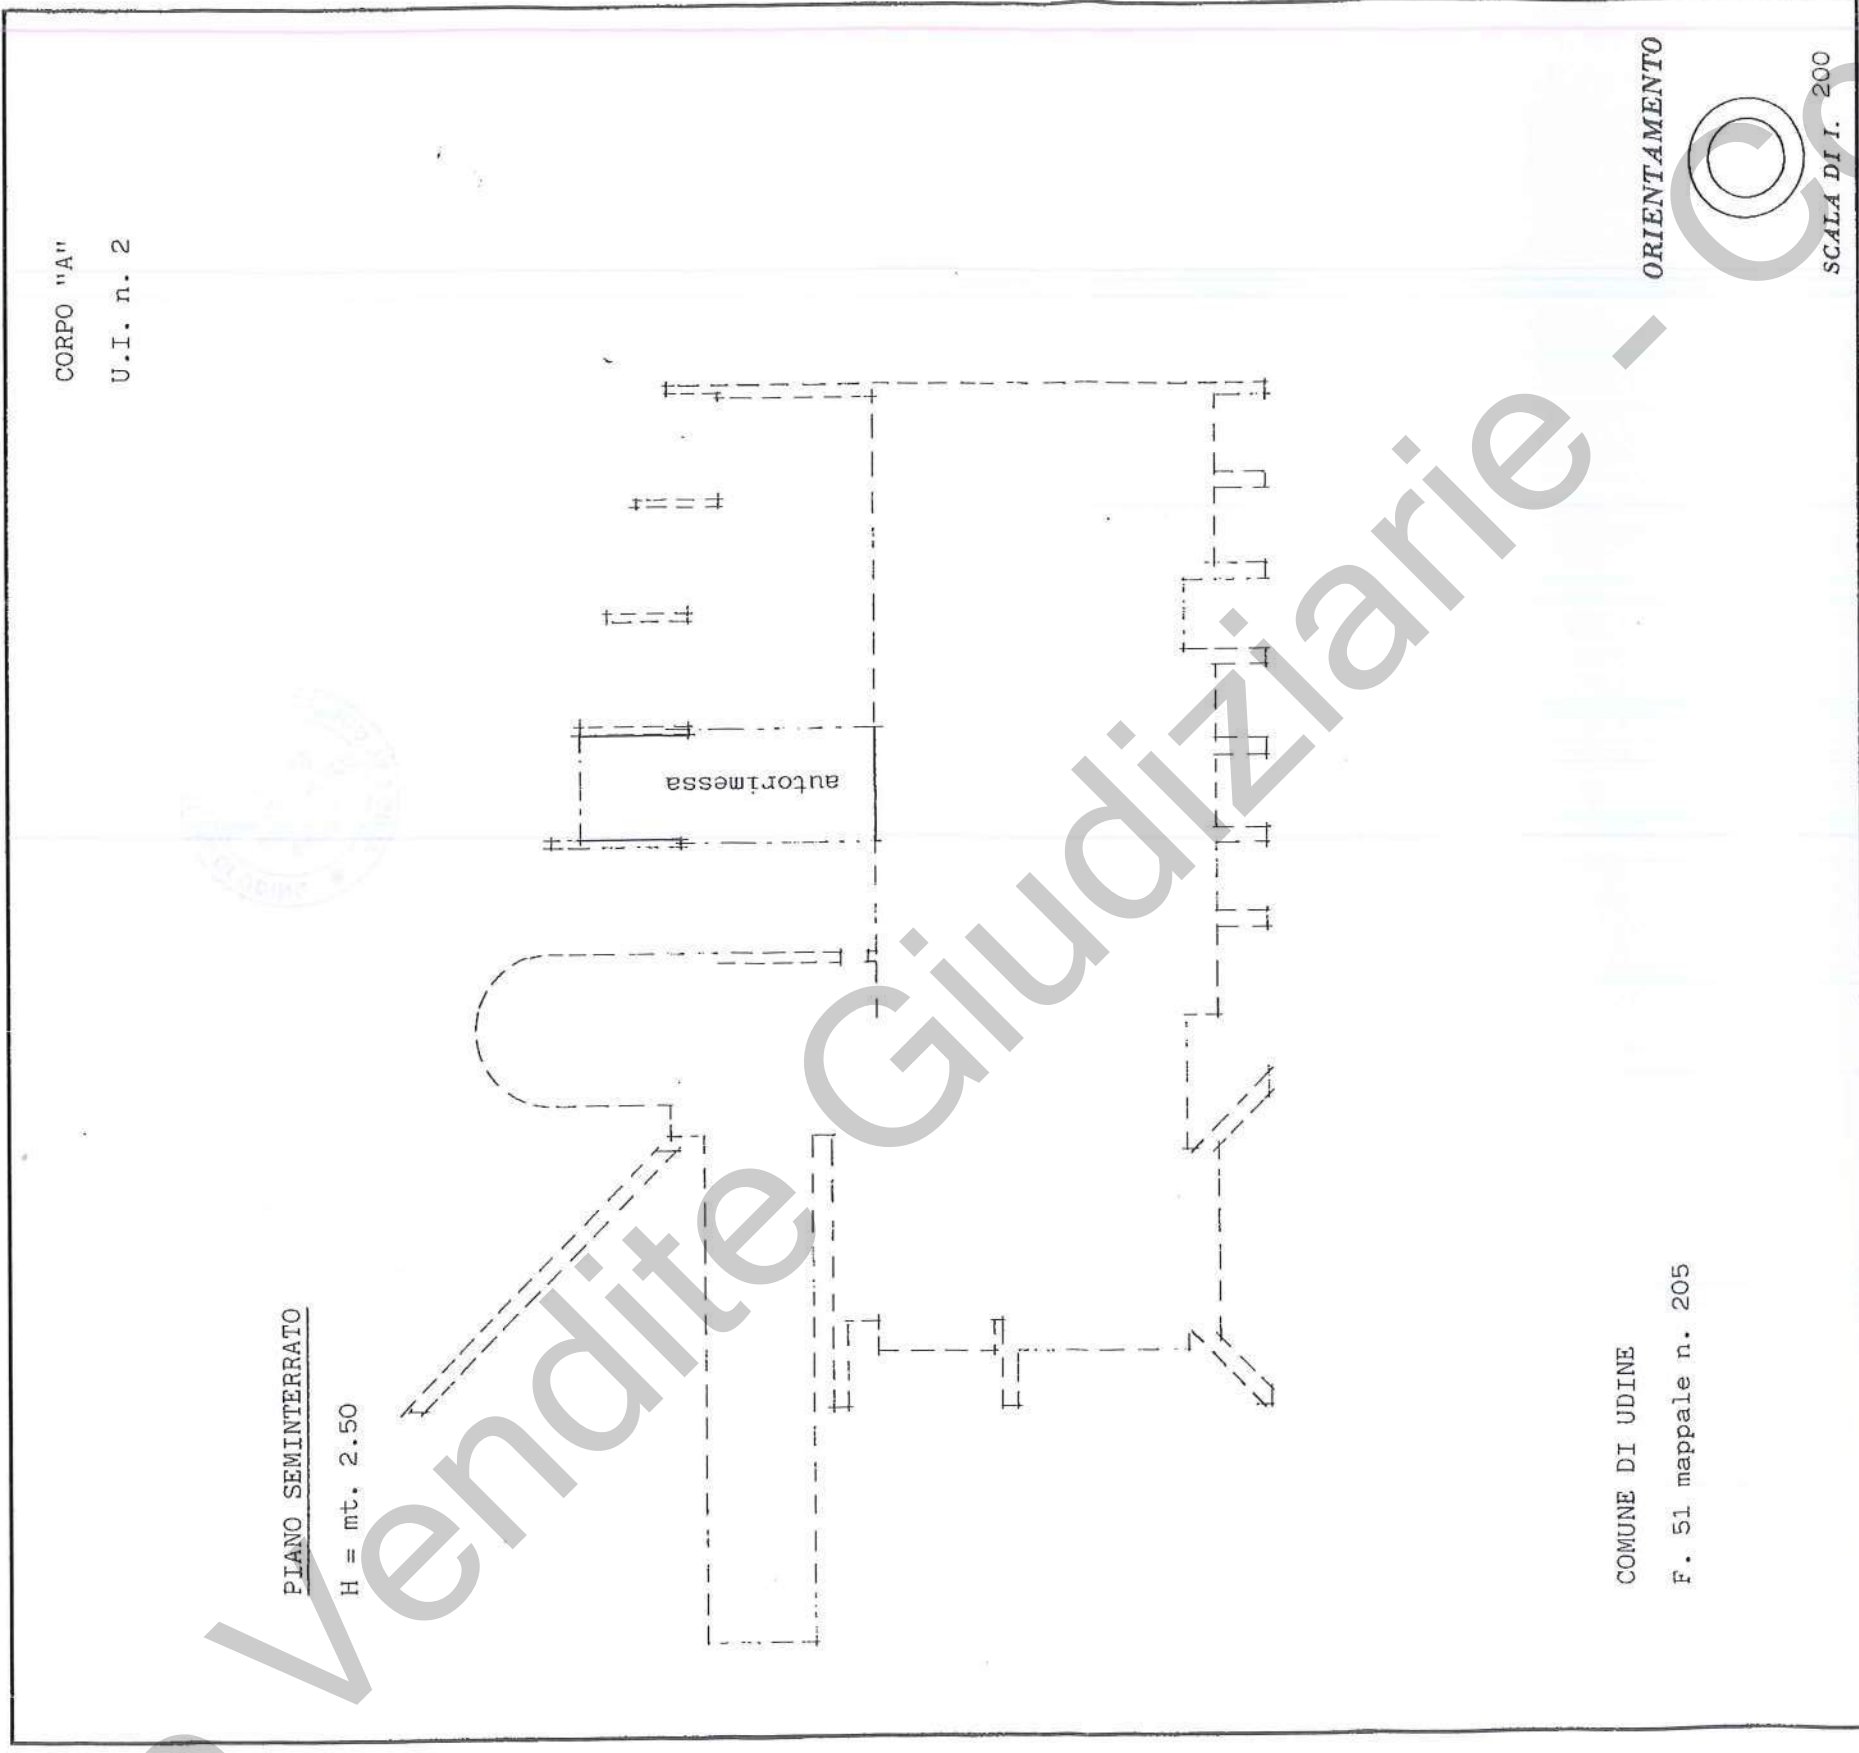 CORPO "A"
U.I. n. 2
PIANO SEMINTERRATO
H = mt. 2.50
autorimessa
COMUNE DI UDINE
F. 51 mappale n. 205
ORIENTAMENTO
SCALA DI I. 200
Vendite Giudiziarie - Co